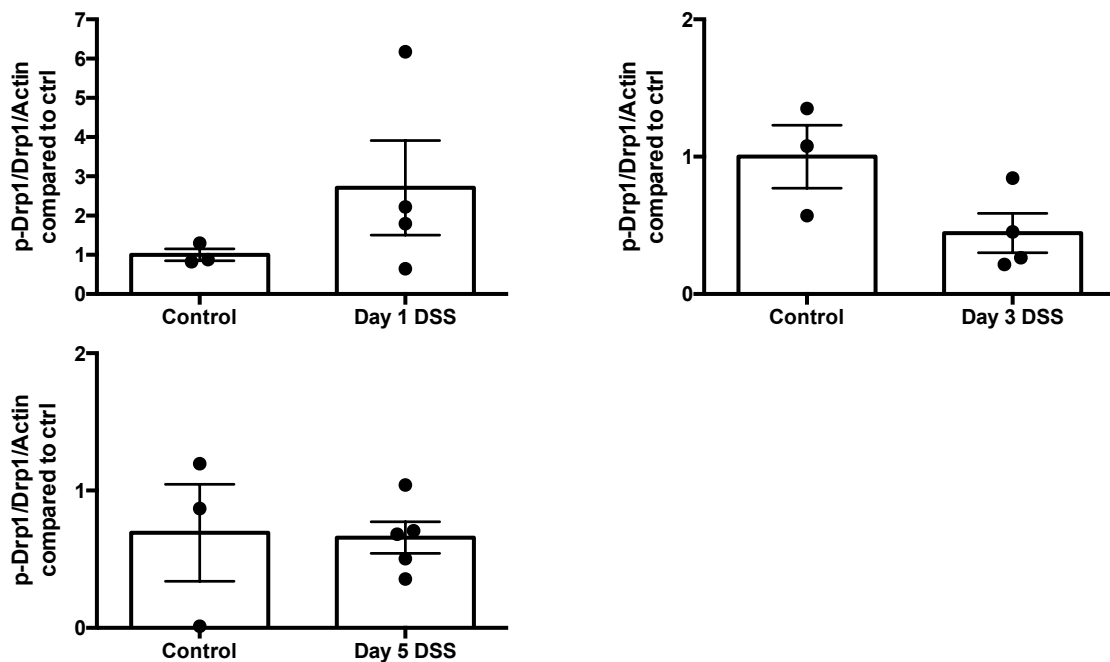 p-Drp1/Drp1/Actin
compared to ctrl
7
6
5
4
3
2
1
0
Control
Day 1 DSS
p-Drp1/Drp1/Actin
compared to ctrl
2
1
0
Control
Day 3 DSS
p-Drp1/Drp1/Actin
compared to ctrl
2
1
0
Control
Day 5 DSS